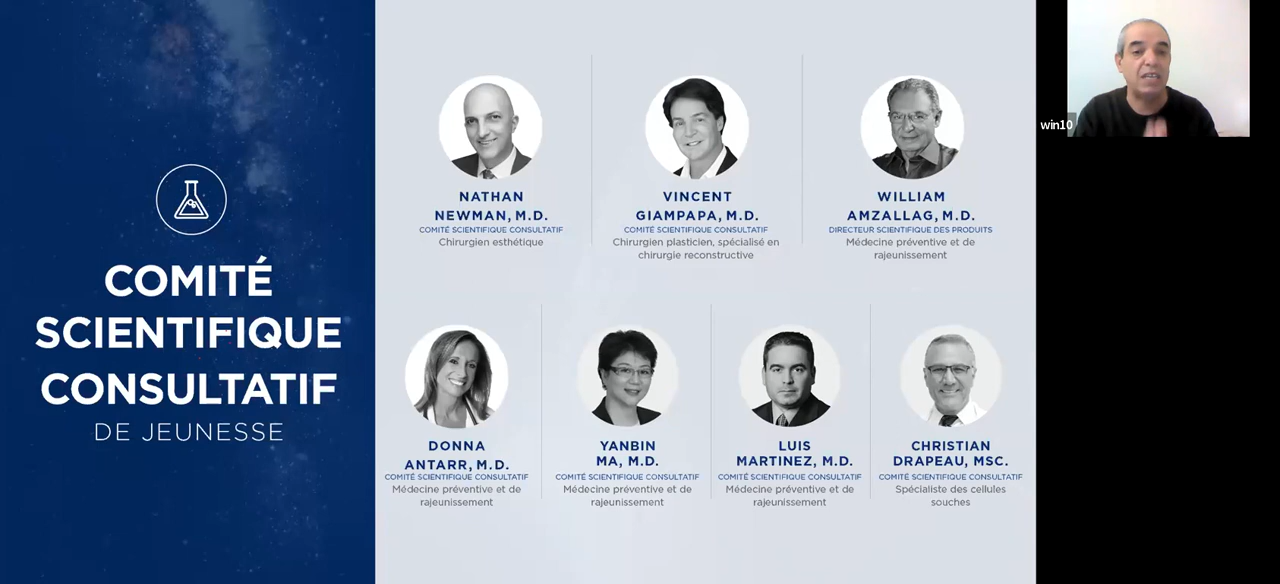 COMITÉ
SCIENTIFIQUE
CONSULTATIF
DE JEUNESSE
NATHAN
NEWMAN, M.D.
COMITÉ SCIENTIFIQUE CONSULTATIF
Chirurgien esthétique
VINCENT
GIAMPAPA, M.D.
COMITÉ SCIENTIFIQUE CONSULTATIF
Chirurgien plasticien, spécialisé en
chirurgie reconstructive
WILLIAM
AMZALLAG, M.D.
DIRECTEUR SCIENTIFIQUE DES PRODUITS
Médecine préventive et de
rajeunissement
DONNA
ANTARR, M.D.
COMITÉ SCIENTIFIQUE CONSULTATIF
Médecine préventive et de
rajeunissement
YANBIN
MA, M.D.
COMITÉ SCIENTIFIQUE CONSULTATIF
Médecine préventive et de
rajeunissement
LUIS
MARTINEZ, M.D.
COMITÉ SCIENTIFIQUE CONSULTATIF
Médecine préventive et de
rajeunissement
CHRISTIAN
DRAPEAU, MSC.
COMITÉ SCIENTIFIQUE CONSULTATIF
Spécialiste des cellules
souches
win10